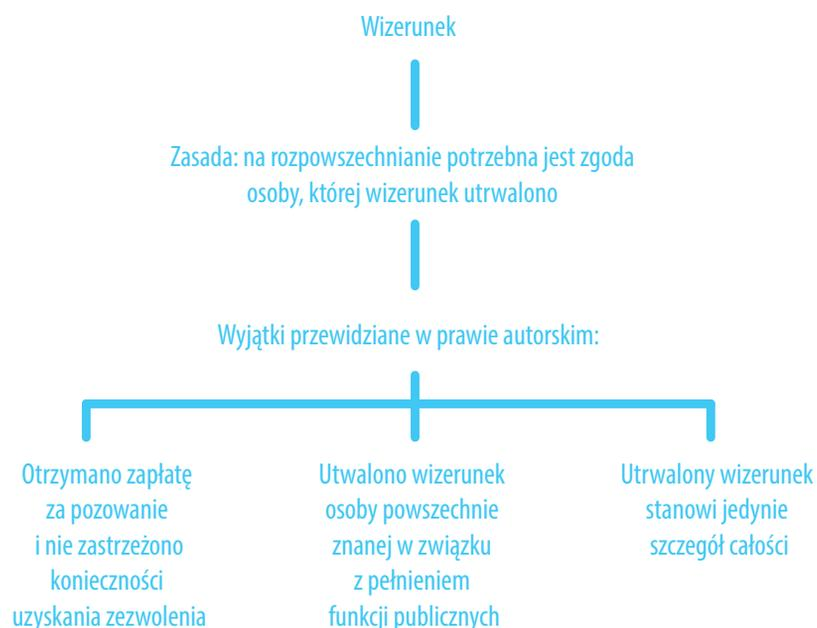 Wizerunek
Zasada: na rozpowszechnianie potrzebna jest zgoda
osoby, której wizerunek utrwalono
Wyjątki przewidziane w prawie autorskim:
Otrzymano zapłatę
za pozowanie
i nie zastrzeżono
konieczności
uzyskania zezwolenia
Utwalono wizerunek
osoby powszechnie
znanej w związku
z pełnieniem
funkcji publicznych
Utrwalony wizerunek
stanowi jedynie
szczegół całości